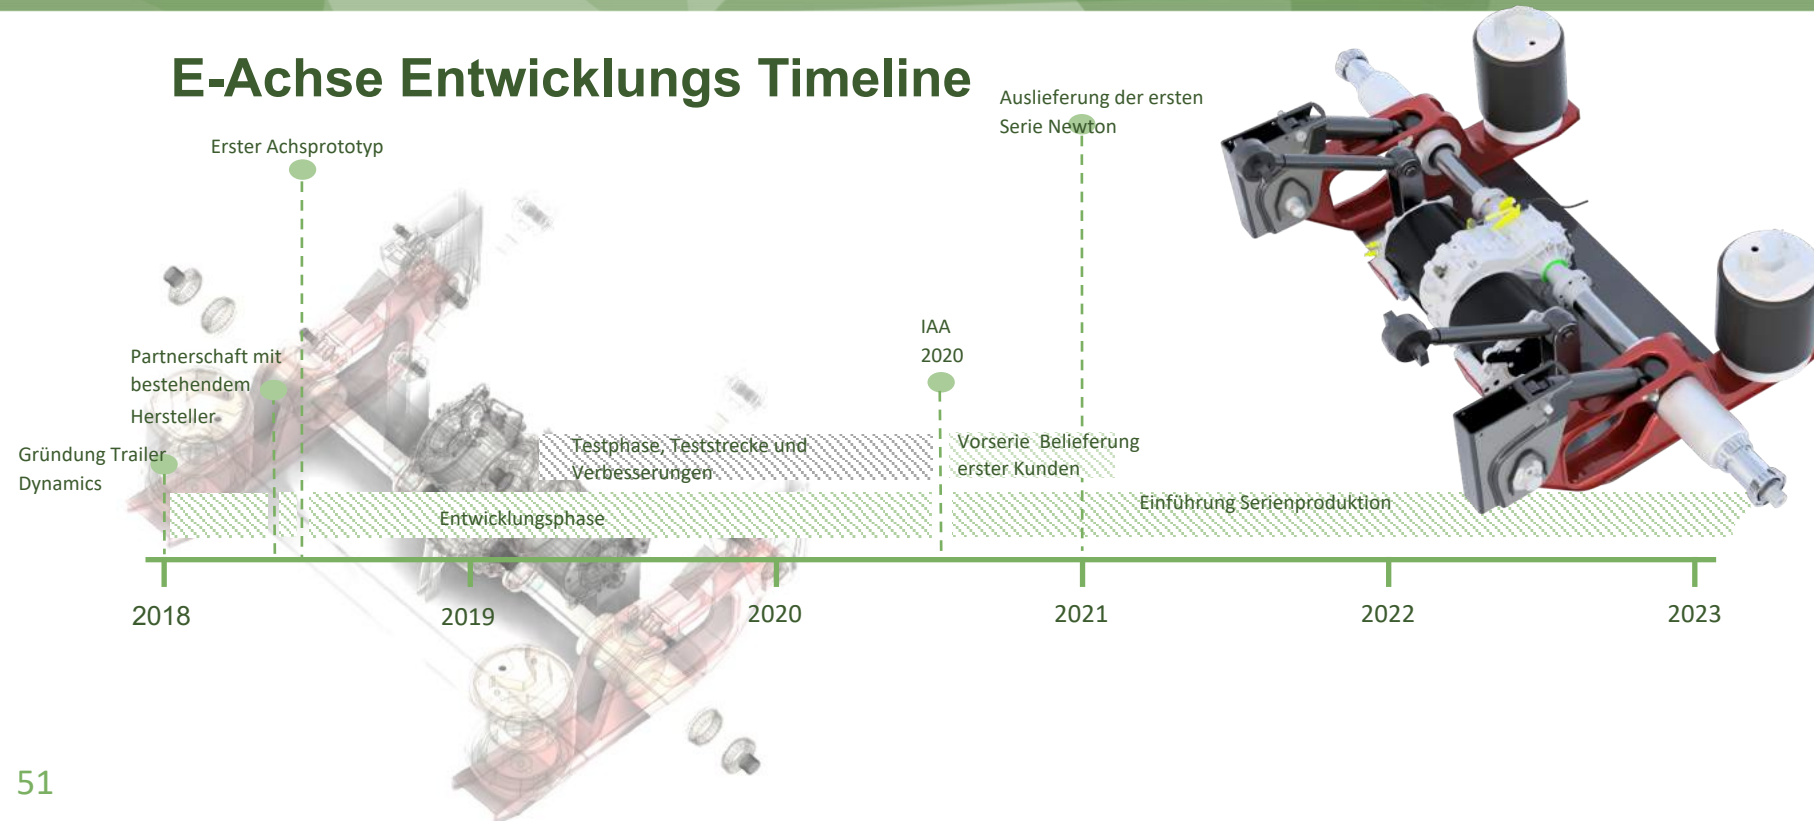 E-Achse Entwicklungs Timeline
Auslieferung der ersten
Serie Newton
Erster Achsprototyp
IAA
2020
Partnerschaft mit
bestehendem
Hersteller
Gründung Trailer
Dynamics
Testphase, Teststrecke und
Verbesserungen
Vorserie Belieferung
erster Kunden
Entwicklungsphase
Einführung Serienproduktion
2018
2019
2020
2021
2022
2023
51